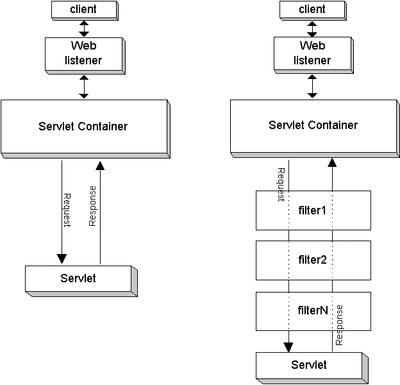 client
Web
listener
Servlet Container
Request
Response
Servlet
client
Web
listener
Servlet Container
Request
filter1
filter2
filterN
Response
Servlet